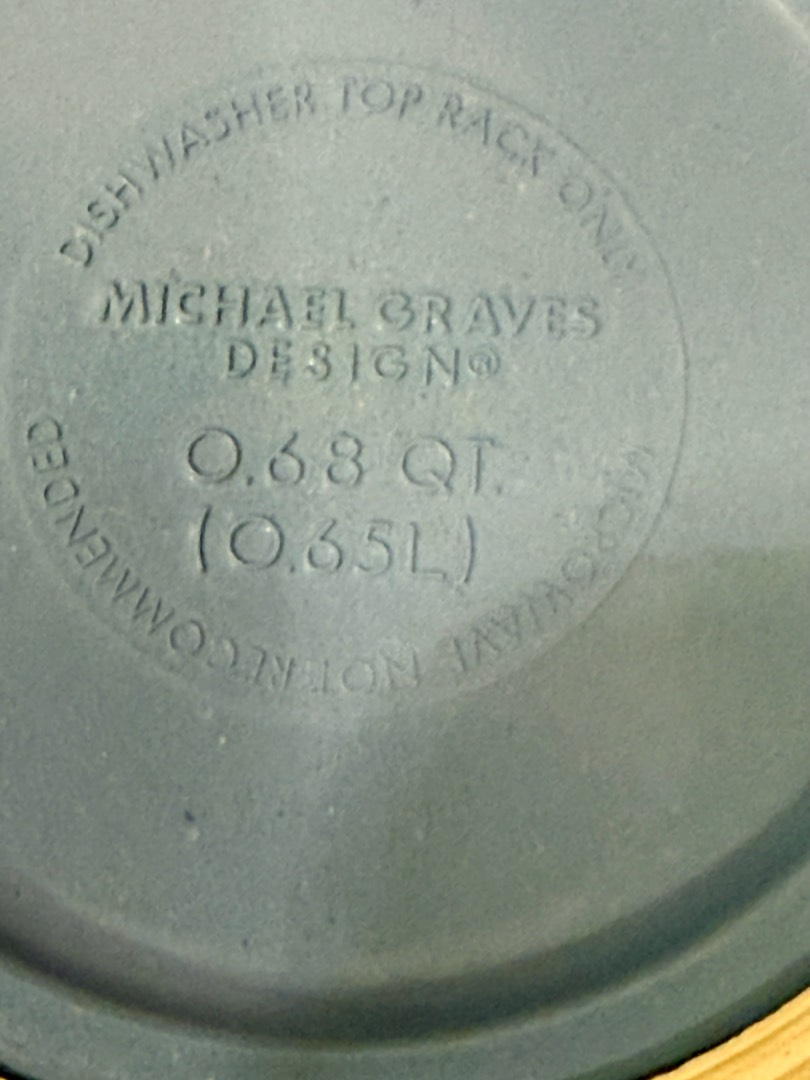 DISHWASHER TOP RACK ONLY
MICHAEL GRAVES
DESIGN®
0.68 QT.
(0.65L)
MICROWAVE NOT RECOMMENDED